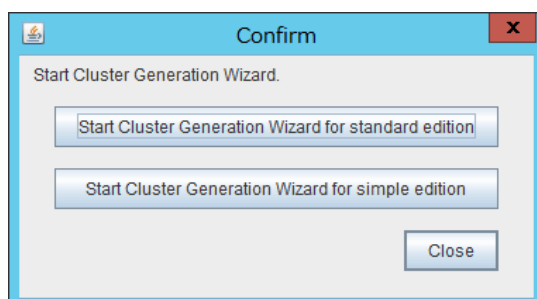 Confirm
x
Start Cluster Generation Wizard.
Start Cluster Generation Wizard for standard edition
Start Cluster Generation Wizard for simple edition
Close